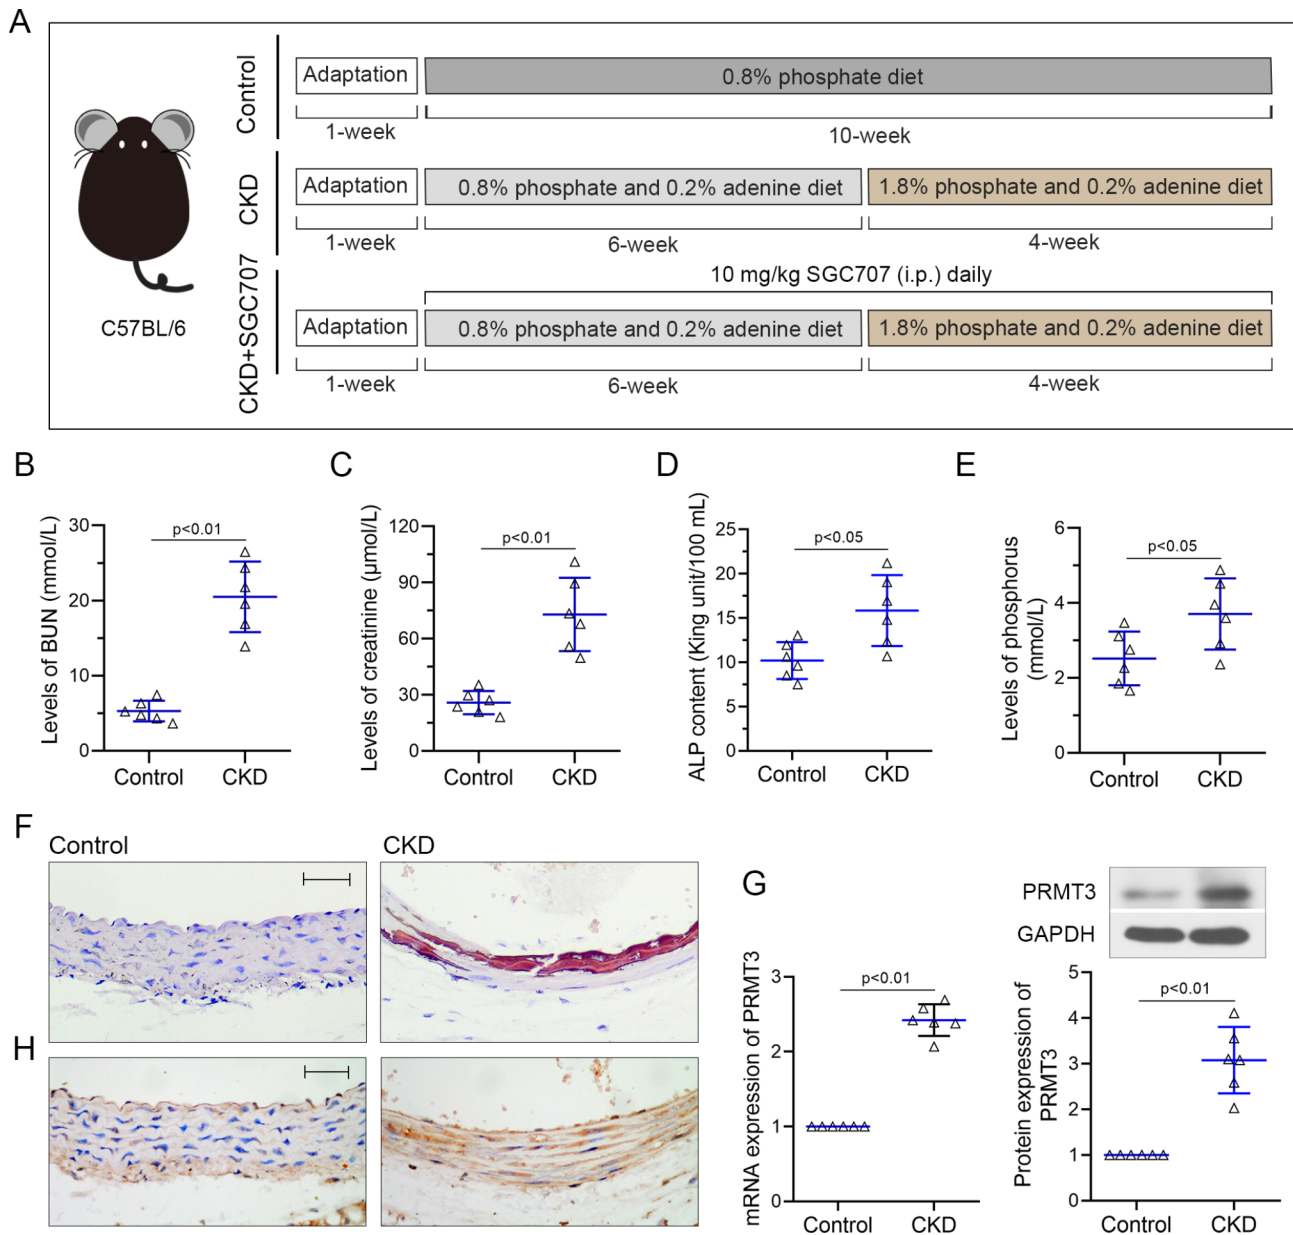 A
Control
Adaptation
0.8% phosphate diet
1-week
10-week
CKD
Adaptation
0.8% phosphate and 0.2% adenine diet
1.8% phosphate and 0.2% adenine diet
1-week
6-week
4-week
CKD+SGC707
10 mg/kg SGC707 (i.p.) daily
Adaptation
0.8% phosphate and 0.2% adenine diet
1.8% phosphate and 0.2% adenine diet
1-week
6-week
4-week
C57BL/6
B
Levels of BUN (mmol/L)
30
20
10
0
p<0.01
Control
CKD
C
Levels of creatinine (μmol/L)
120
90
60
30
0
p<0.01
Control
CKD
D
ALP content (King unit/100 mL)
25
20
15
10
5
0
p<0.05
Control
CKD
E
Levels of phosphorus
(mmol/L)
6
4
2
0
p<0.05
Control
CKD
F
Control
CKD
G
mRNA expression of PRMT3
3
2
1
0
p<0.01
Control
CKD
PRMT3
GAPDH
Protein expression of
PRMT3
5
4
3
2
1
0
p<0.01
Control
CKD
H